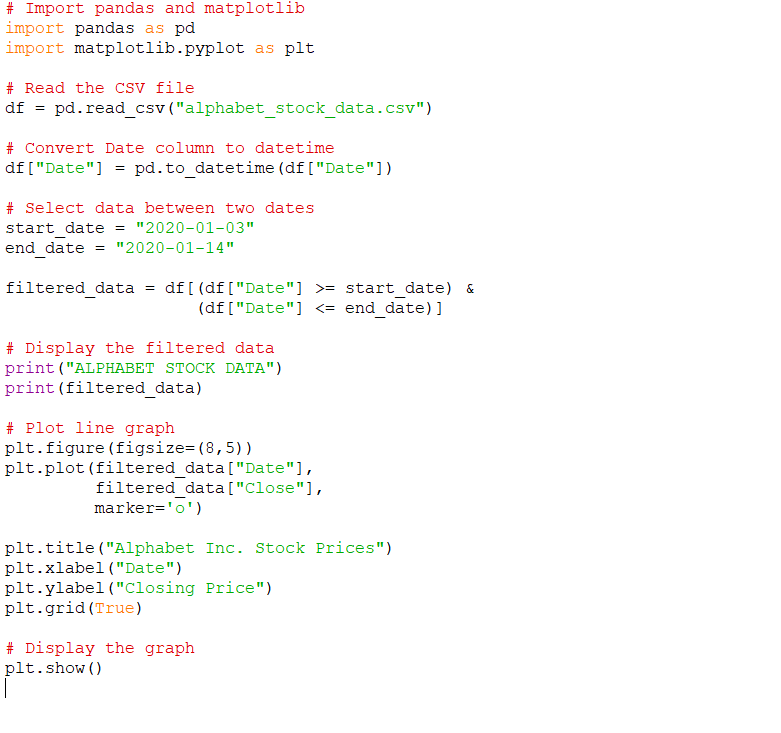 # Import pandas and matplotlib
import pandas as pd
import matplotlib.pyplot as plt

# Read the CSV file
df = pd.read_csv("alphabet_stock_data.csv")

# Convert Date column to datetime
df["Date"] = pd.to_datetime(df["Date"])

# Select data between two dates
start_date = "2020-01-03"
end_date = "2020-01-14"

filtered_data = df[(df["Date"] >= start_date) &
                   (df["Date"] <= end_date)]

# Display the filtered data
print("ALPHABET STOCK DATA")
print(filtered_data)

# Plot line graph
plt.figure(figsize=(8,5))
plt.plot(filtered_data["Date"],
         filtered_data["Close"],
         marker='o')

plt.title("Alphabet Inc. Stock Prices")
plt.xlabel("Date")
plt.ylabel("Closing Price")
plt.grid(True)

# Display the graph
plt.show()